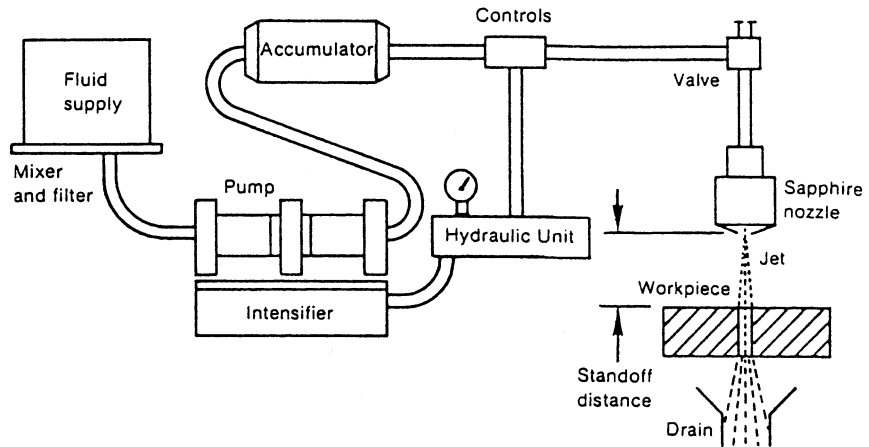 Controls
Accumulator
Fluid
supply
Valve
Mixer
and filter
Pump
Sapphire
nozzle
Hydraulic Unit
Jet
Workpiece
Intensifier
Standoff
distance
Drain